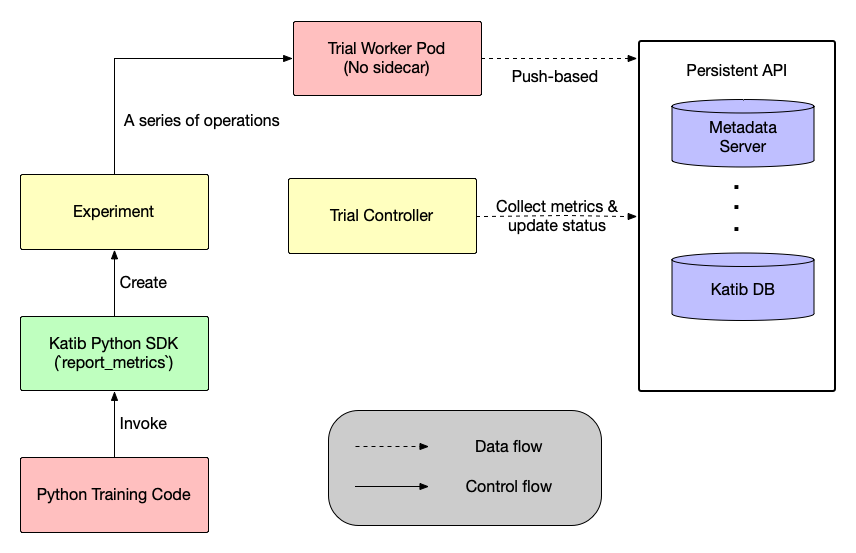 Trial Worker Pod
(No sidecar)
Push-based
Persistent API
Metadata
Server
A series of operations
Experiment
Trial Controller
Collect metrics &
update status
Katib DB
Create
Katib Python SDK
(`report_metrics`)
Invoke
Python Training Code
Data flow
Control flow